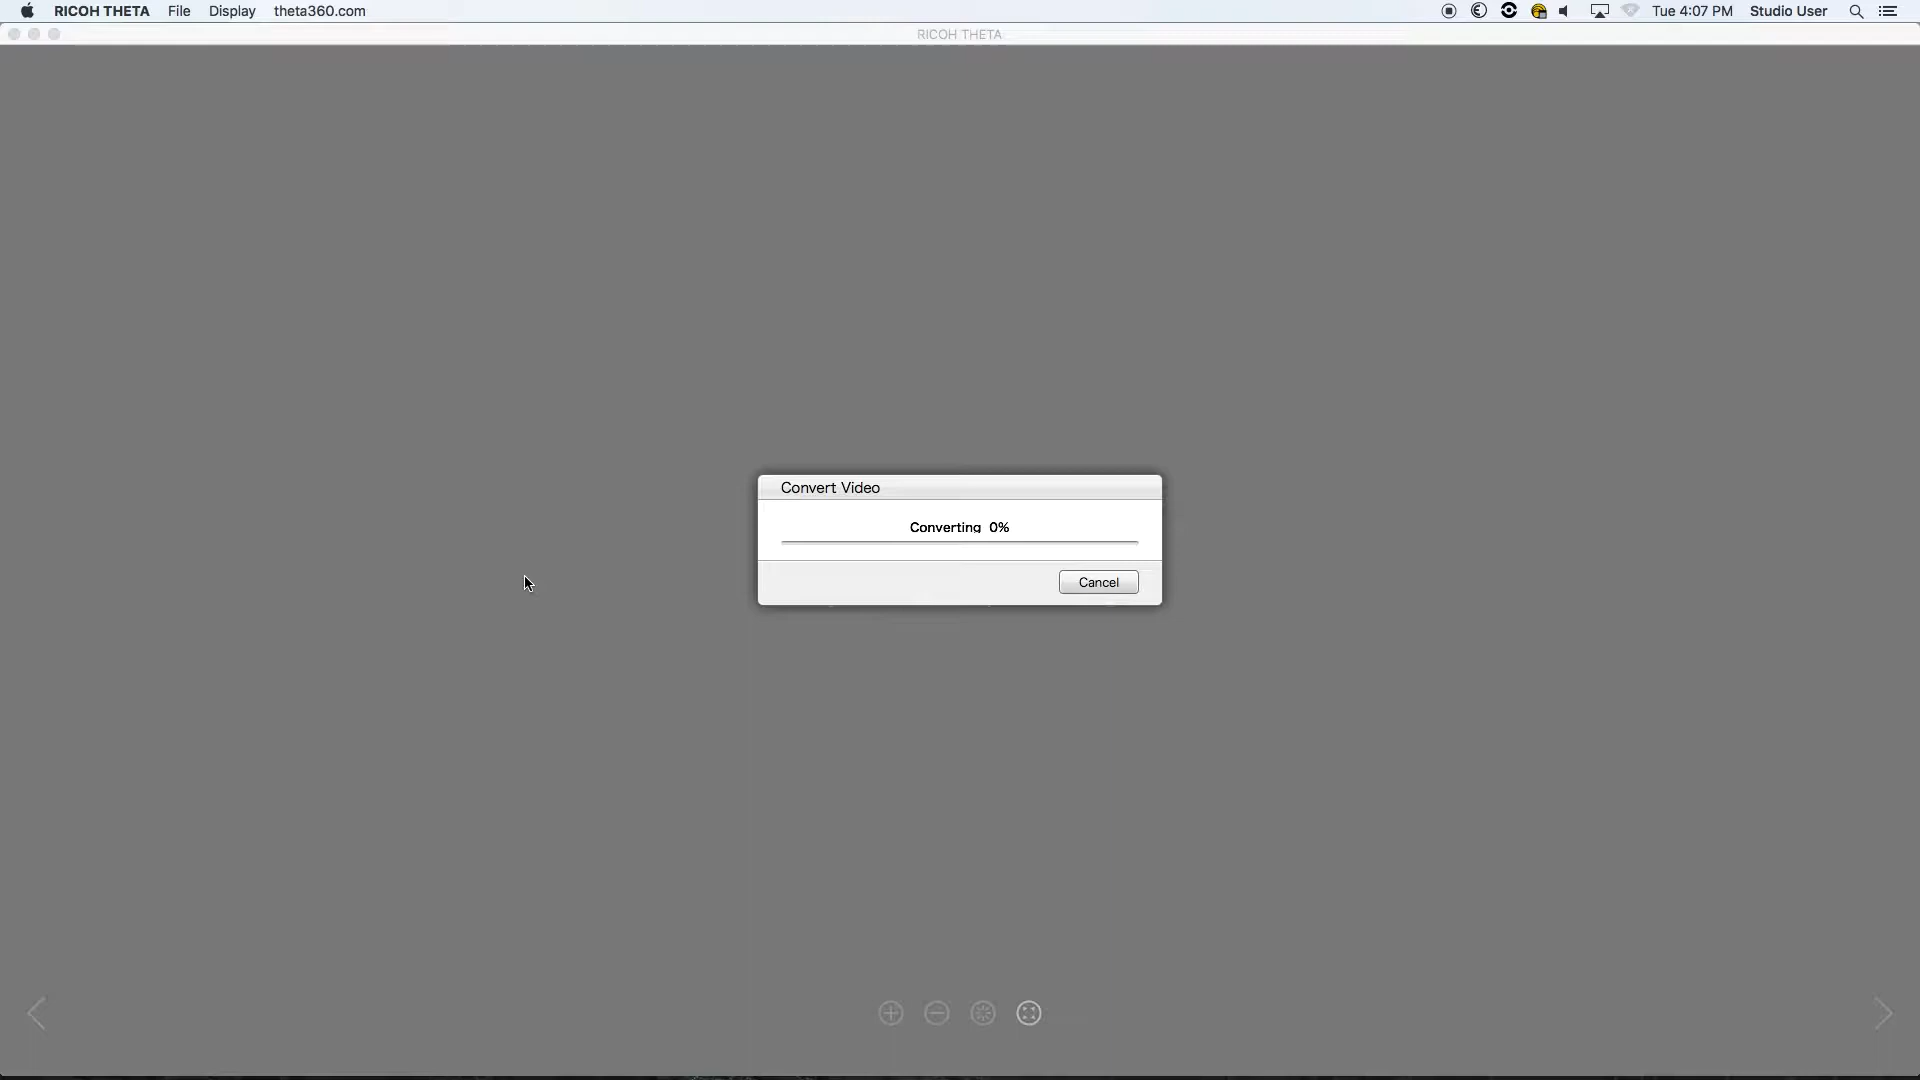 RICOH THETA File Display theta360.com Tue 4:07 PM Studio User
RICOH THETA
Convert Video
Converting 0%
Cancel